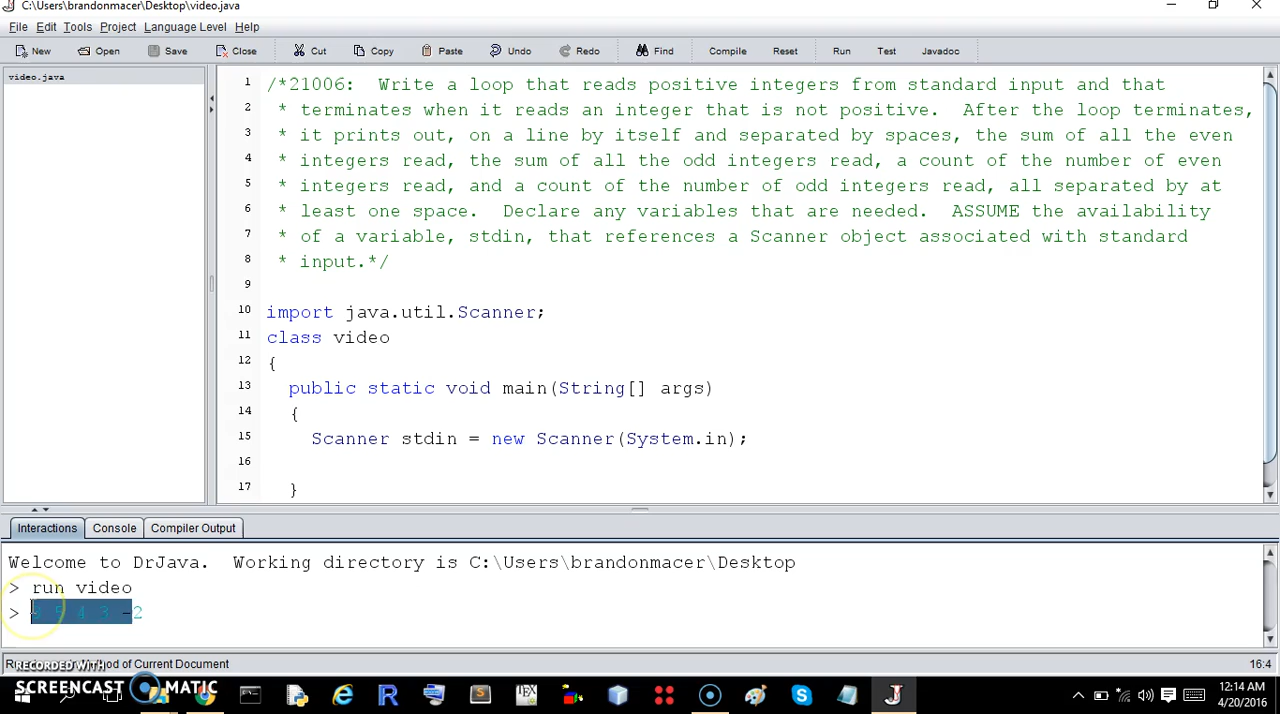 C:\Users\brandonmacer\Desktop\video.java
File Edit Tools Project Language Level Help
New Open Save Close Cut Copy Paste Undo Redo Find Compile Reset Run Test Javadoc
video.java
1 /*21006: Write a loop that reads positive integers from standard input and that
2 * terminates when it reads an integer that is not positive. After the loop terminates,
3 * it prints out, on a line by itself and separated by spaces, the sum of all the even
4 * integers read, the sum of all the odd integers read, a count of the number of even
5 * integers read, and a count of the number of odd integers read, all separated by at
6 * least one space. Declare any variables that are needed. ASSUME the availability
7 * of a variable, stdin, that references a Scanner object associated with standard
8 * input.*/
9
10 import java.util.Scanner;
11 class video
12 {
13 public static void main(String[] args)
14 {
15 Scanner stdin = new Scanner(System.in);
16
17 }
Interactions Console Compiler Output
Welcome to DrJava. Working directory is C:\Users\brandonmacer\Desktop
> run video
> 5 4 3 -2
of Current Document 16:4
RECORDED WITH
SCREENCAST MATIC
12:14 AM
4/20/2016